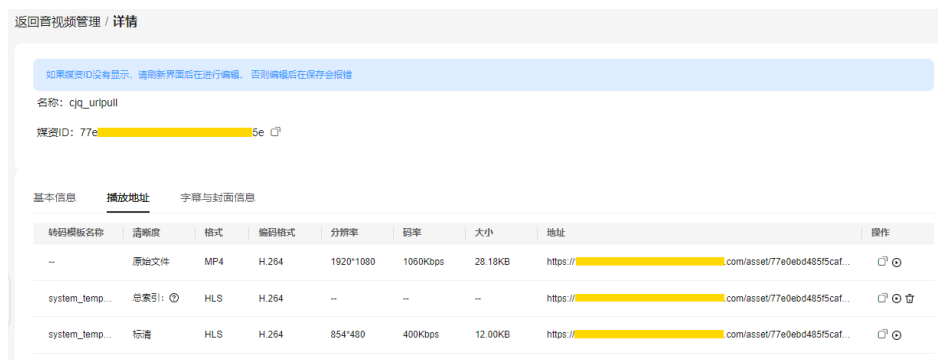 返回音视频管理 / 详情
如果媒资ID没有显示，请刷新界面后在进行编辑， 否则编辑后在保存会报错
名称： cjq_urlpull
媒资ID： 77e 5e
基本信息 播放地址 字幕与封面信息
转码模板名称 清晰度 格式 编码格式 分辨率 码率 大小 地址 操作
-- 原始文件 MP4 H.264 1920*1080 1060Kbps 28.18KB https:// .com/asset/77e0ebd485f5caf...
system_temp... 总索引： HLS H.264 -- -- -- https:// .com/asset/77e0ebd485f5caf...
system_temp... 标清 HLS H.264 854*480 400Kbps 12.00KB https:// .com/asset/77e0ebd485f5caf...